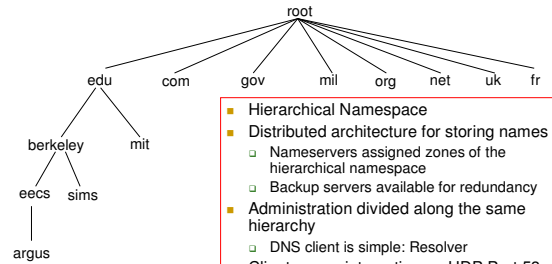 root
edu com gov mil org net uk fr
berkeley mit
eecs sims
argus
Hierarchical Namespace
Distributed architecture for storing names
Nameservers assigned zones of the
hierarchical namespace
Backup servers available for redundancy
Administration divided along the same
hierarchy
DNS client is simple: Resolver